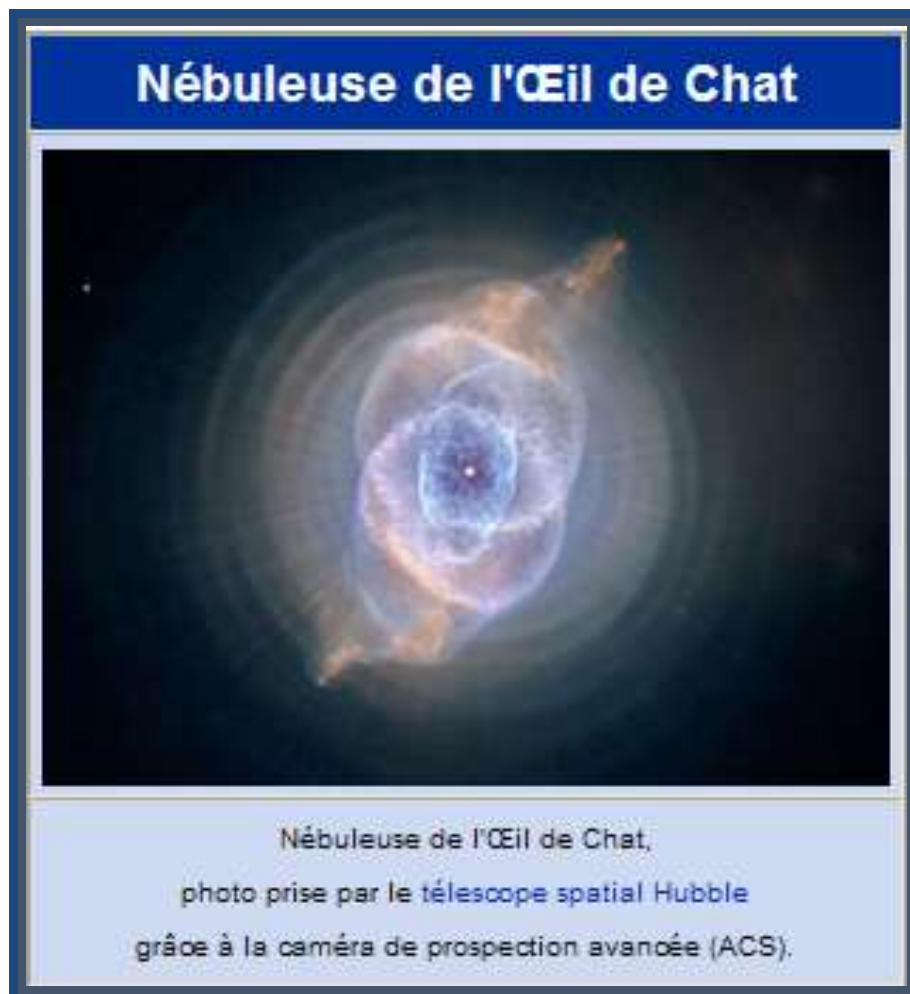 Nébuleuse de l'Œil de Chat
Nébuleuse de l'Œil de Chat,
photo prise par le télescope spatial Hubble
grâce à la caméra de prospection avancée (ACS).